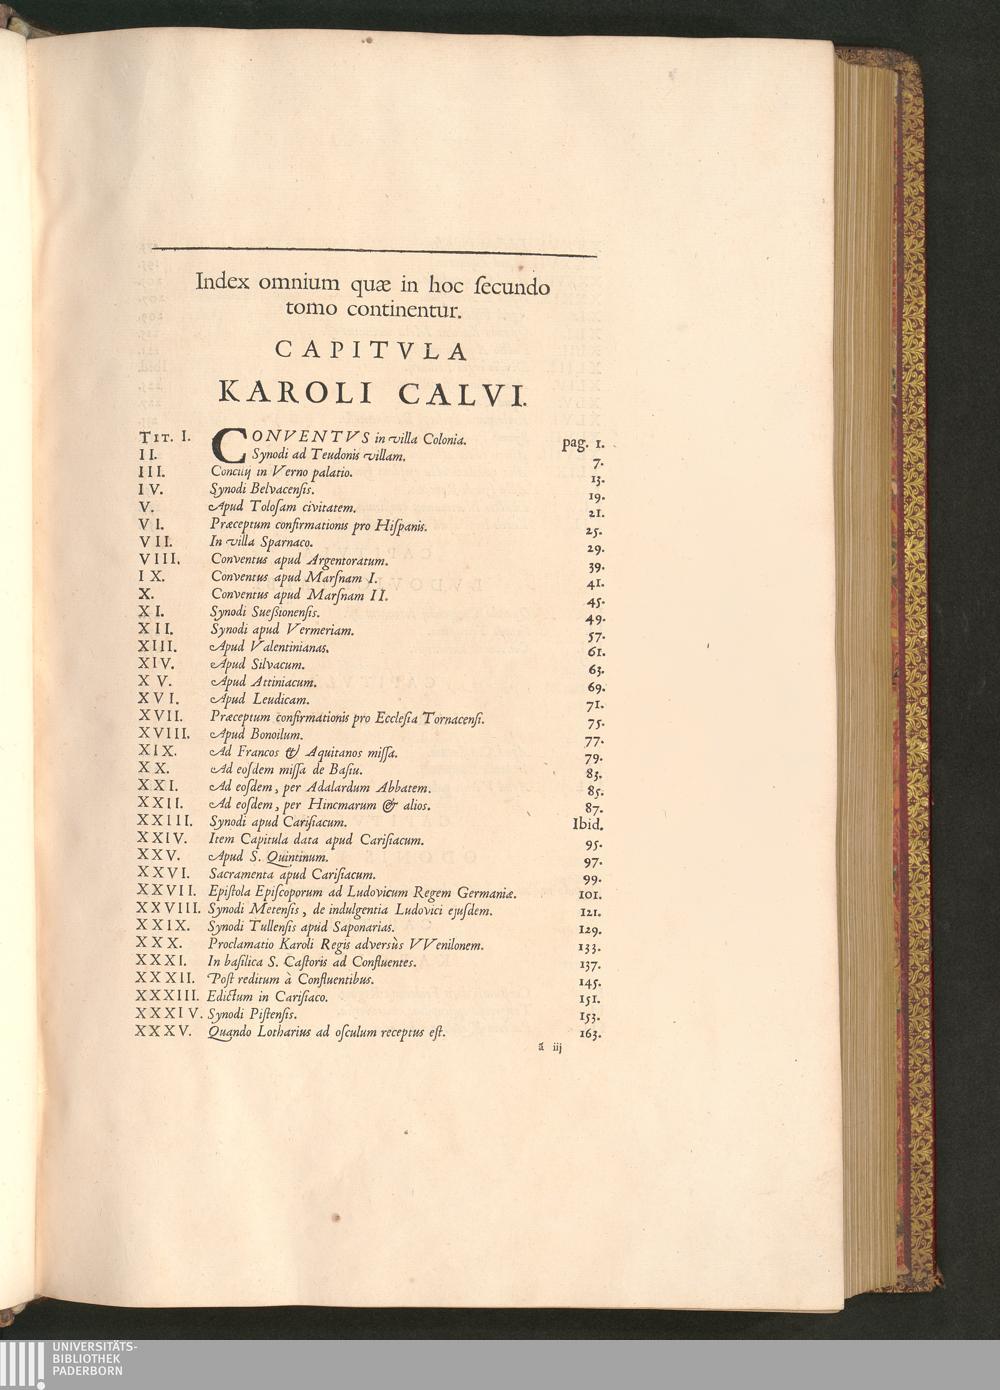 Index omnium quæ in hoc ſecundo
tomo continentur.
CAPITVLA
KAROLI CALVI.
TIT. I. CONVENTVS in villa Colonia. pag. 1.
II. Synodi ad Teudonis villam. 7.
III. Concilij in Verno palatio. 13.
IV. Synodi Belvacenſis. 19.
V. Apud Toloſam civitatem. 21.
VI. Præceptum confirmationis pro Hiſpanis. 25.
VII. In villa Sparnaco. 29.
VIII. Conventus apud Argentoratum. 39.
IX. Conventus apud Marſnam I. 41.
X. Conventus apud Marſnam II. 45.
XI. Synodi Sueßionenſis. 49.
XII. Synodi apud Vermeriam. 57.
XIII. Apud Valentinianas. 61.
XIV. Apud Silvacum. 63.
XV. Apud Attiniacum. 69.
XVI. Apud Leudicam. 71.
XVII. Præceptum confirmationis pro Eccleſia Tornacenſi. 75.
XVIII. Apud Bonoilum. 77.
XIX. Ad Francos & Aquitanos miſſa. 79.
XX. Ad eoſdem miſſa de Baſiu. 83.
XXI. Ad eoſdem, per Adalardum Abbatem. 85.
XXII. Ad eoſdem, per Hincmarum & alios. 87.
XXIII. Synodi apud Cariſiacum. Ibid.
XXIV. Item Capitula data apud Cariſiacum. 95.
XXV. Apud S. Quintinum. 97.
XXVI. Sacramenta apud Cariſiacum. 99.
XXVII. Epiſtola Epiſcoporum ad Ludovicum Regem Germaniæ. 101.
XXVIII. Synodi Metenſis, de indulgentia Ludovici ejuſdem. 121.
XXIX. Synodi Tullenſis apud Saponarias. 129.
XXX. Proclamatio Karoli Regis adversùs VVenilonem. 133.
XXXI. In baſilica S. Caſtoris ad Confluentes. 137.
XXXII. Poſt reditum à Confluentibus. 145.
XXXIII. Edictum in Cariſiaco. 151.
XXXIV. Synodi Piſtenſis. 153.
XXXV. Quando Lotharius ad oſculum receptus eſt. 163.
ã iij
UNIVERSITÄTS-
BIBLIOTHEK
PADERBORN